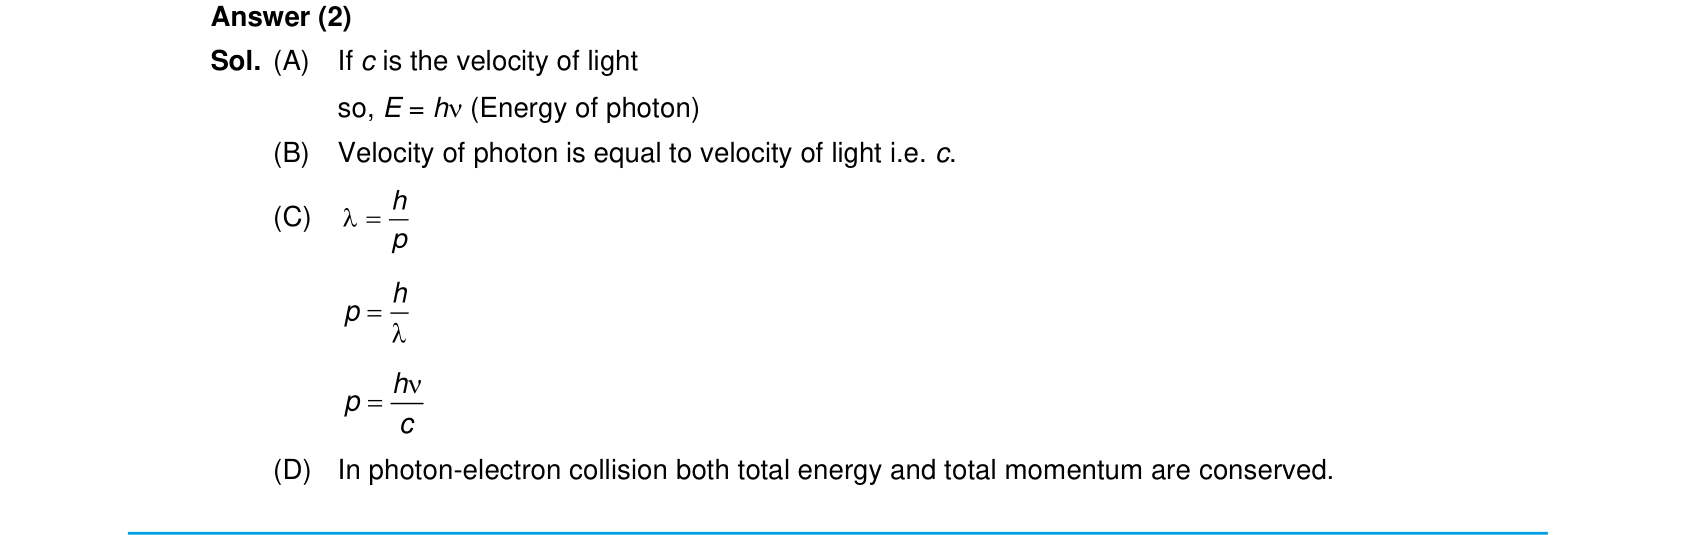 Answer (2)
Sol. (A) If c is the velocity of light
so, E = hν (Energy of photon)
(B) Velocity of photon is equal to velocity of light i.e. c.
(C) λ = h/p
p = h/λ
p = hν/c
(D) In photon-electron collision both total energy and total momentum are conserved.